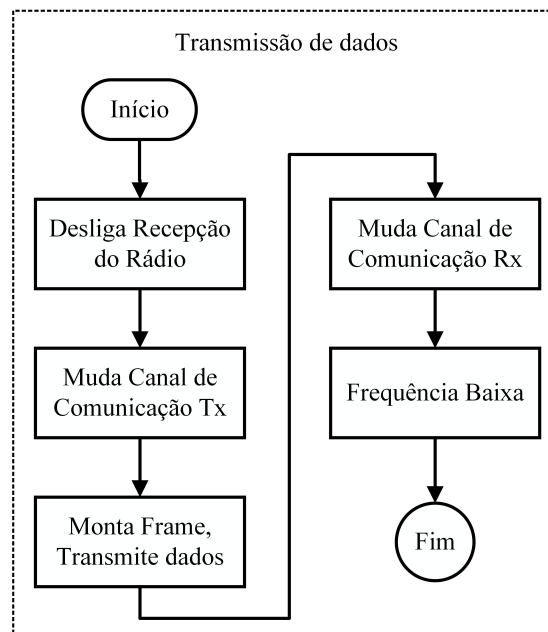 Transmissão de dados
Início
Desliga Recepção
do Rádio
Muda Canal de
Comunicação Tx
Monta Frame,
Transmite dados
Muda Canal de
Comunicação Rx
Frequência Baixa
Fim